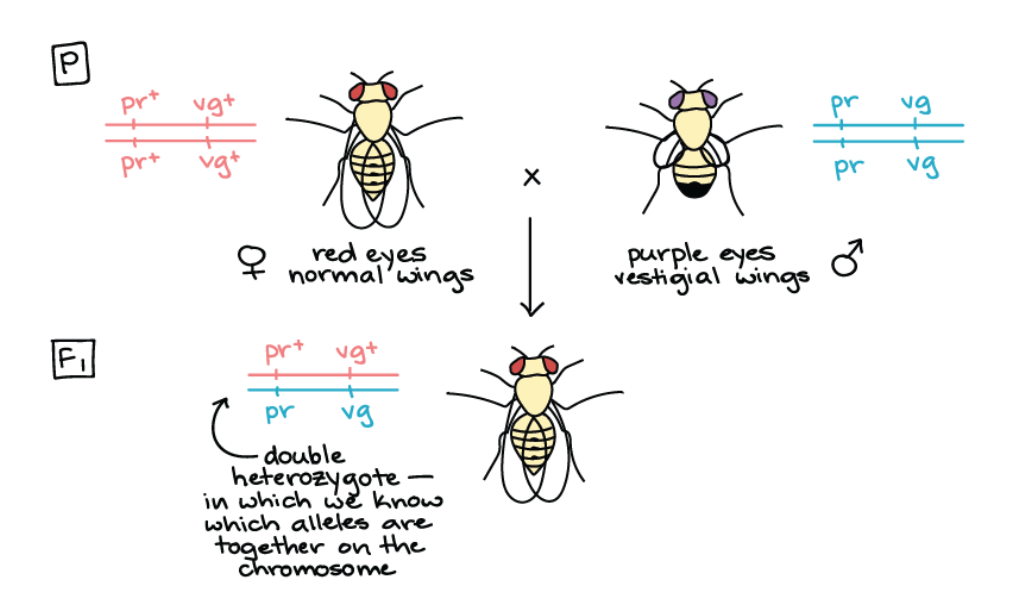 P
pr+ vg+
pr+ vg+
pr vg
pr vg
x
♀ red eyes
normal wings
purple eyes
vestigial wings ♂
F1
pr+ vg+
pr vg
double
heterozygote —
in which we know
which alleles are
together on the
chromosome